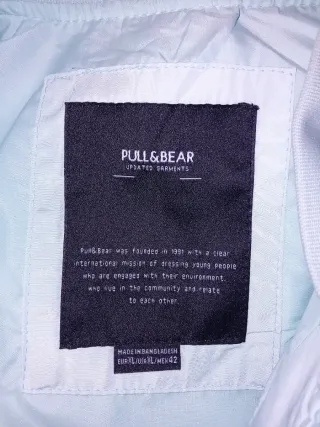 PULL&BEAR
UPDATED GARMENTS
Pull&Bear was founded in 1991 with a clear
international mission of dressing young people
who are engaged with their environment,
who live in the community and relate
to each other.
MADE IN BANGLADESH
EUR XL/USA XL/MEX 42